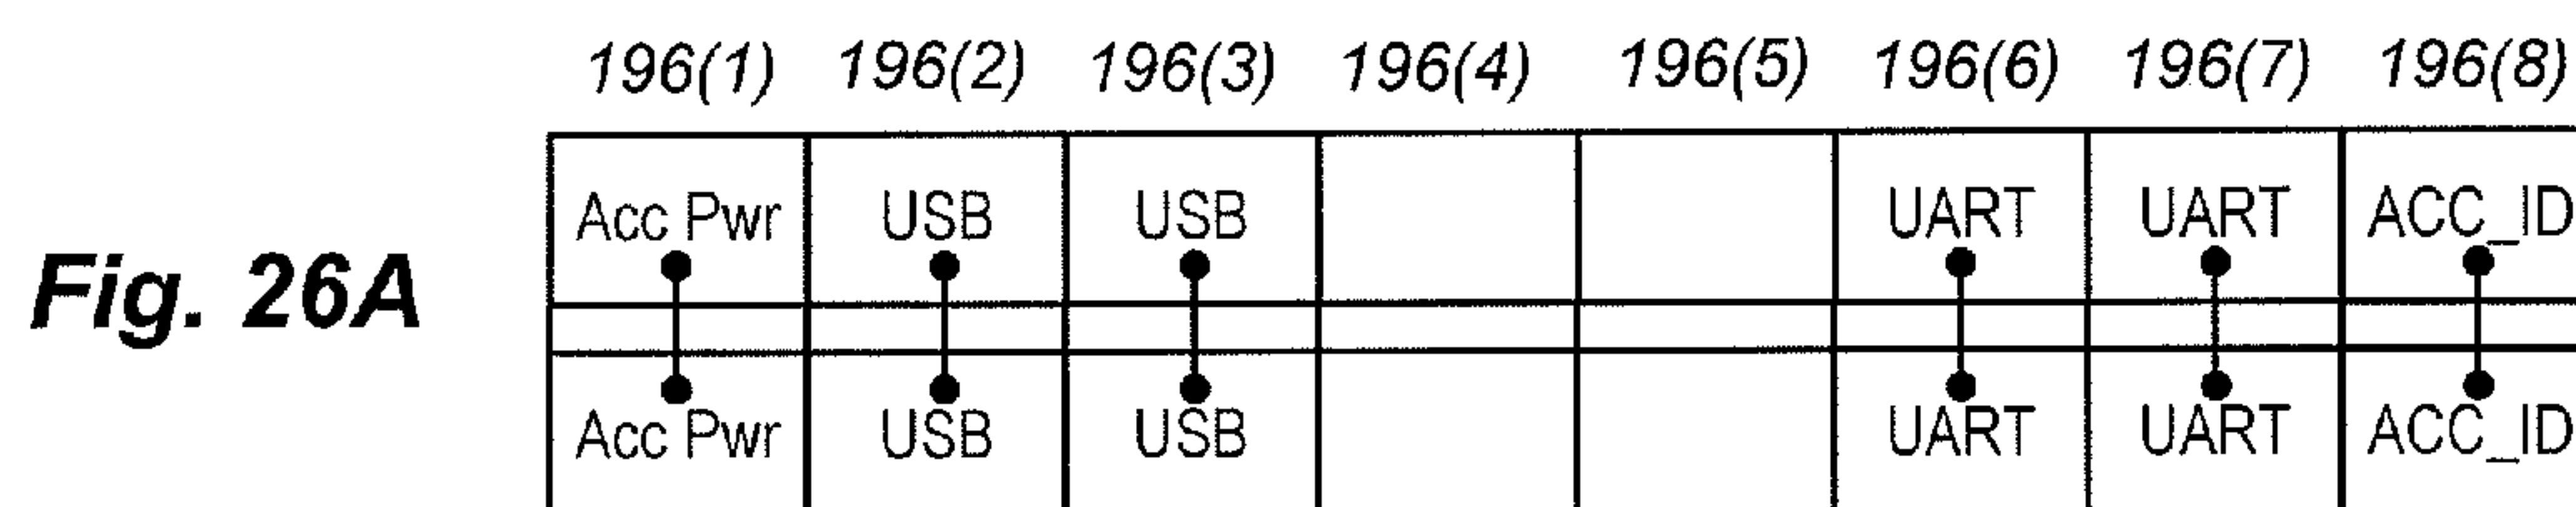 196(1) 196(2) 196(3) 196(4) 196(5) 196(6) 196(7) 196(8)
Acc Pwr USB USB UART UART ACC_ID
Fig. 26A
Acc Pwr USB USB UART UART ACC_ID